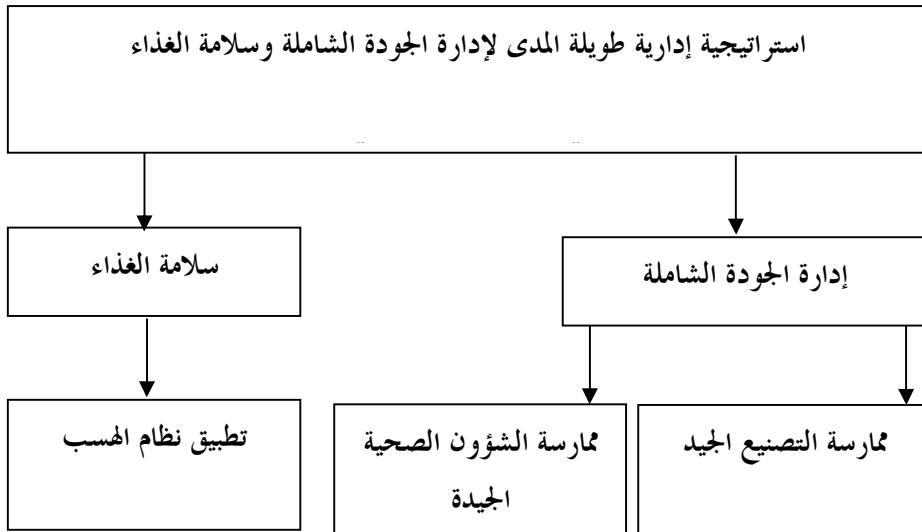 استراتيجية إدارية طويلة المدى لإدارة الجودة الشاملة وسلامة الغذاء
إدارة الجودة الشاملة
سلامة الغذاء
ممارسة التصنيع الجيد
ممارسة الشؤون الصحية
الجيدة
تطبيق نظام الهسب